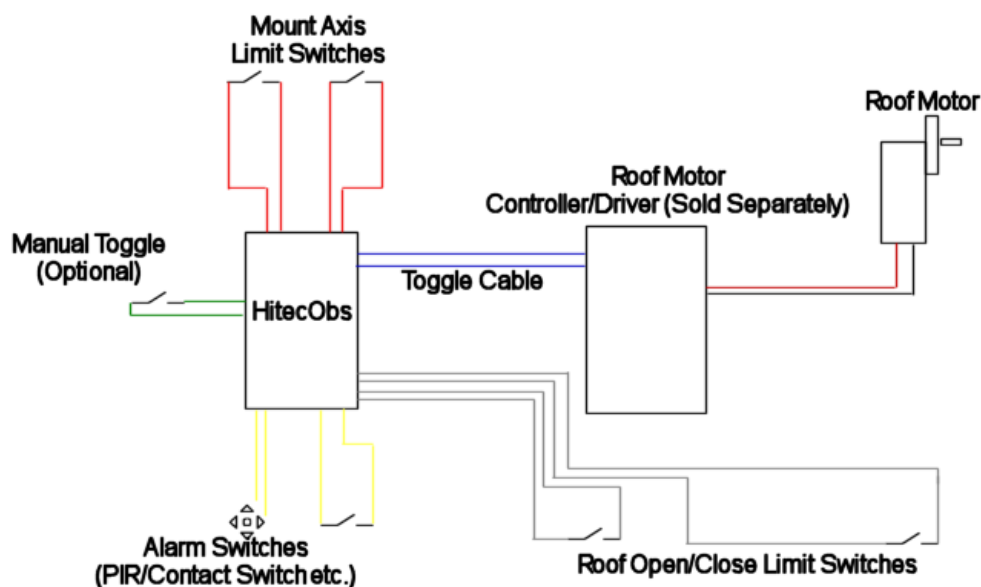 Mount Axis
Limit Switches
Roof Motor
Roof Motor
Controller/Driver (Sold Separately)
Manual Toggle
(Optional)
Toggle Cable
HitecObs
Alarm Switches
(PIR/Contact Switch etc.)
Roof Open/Close Limit Switches